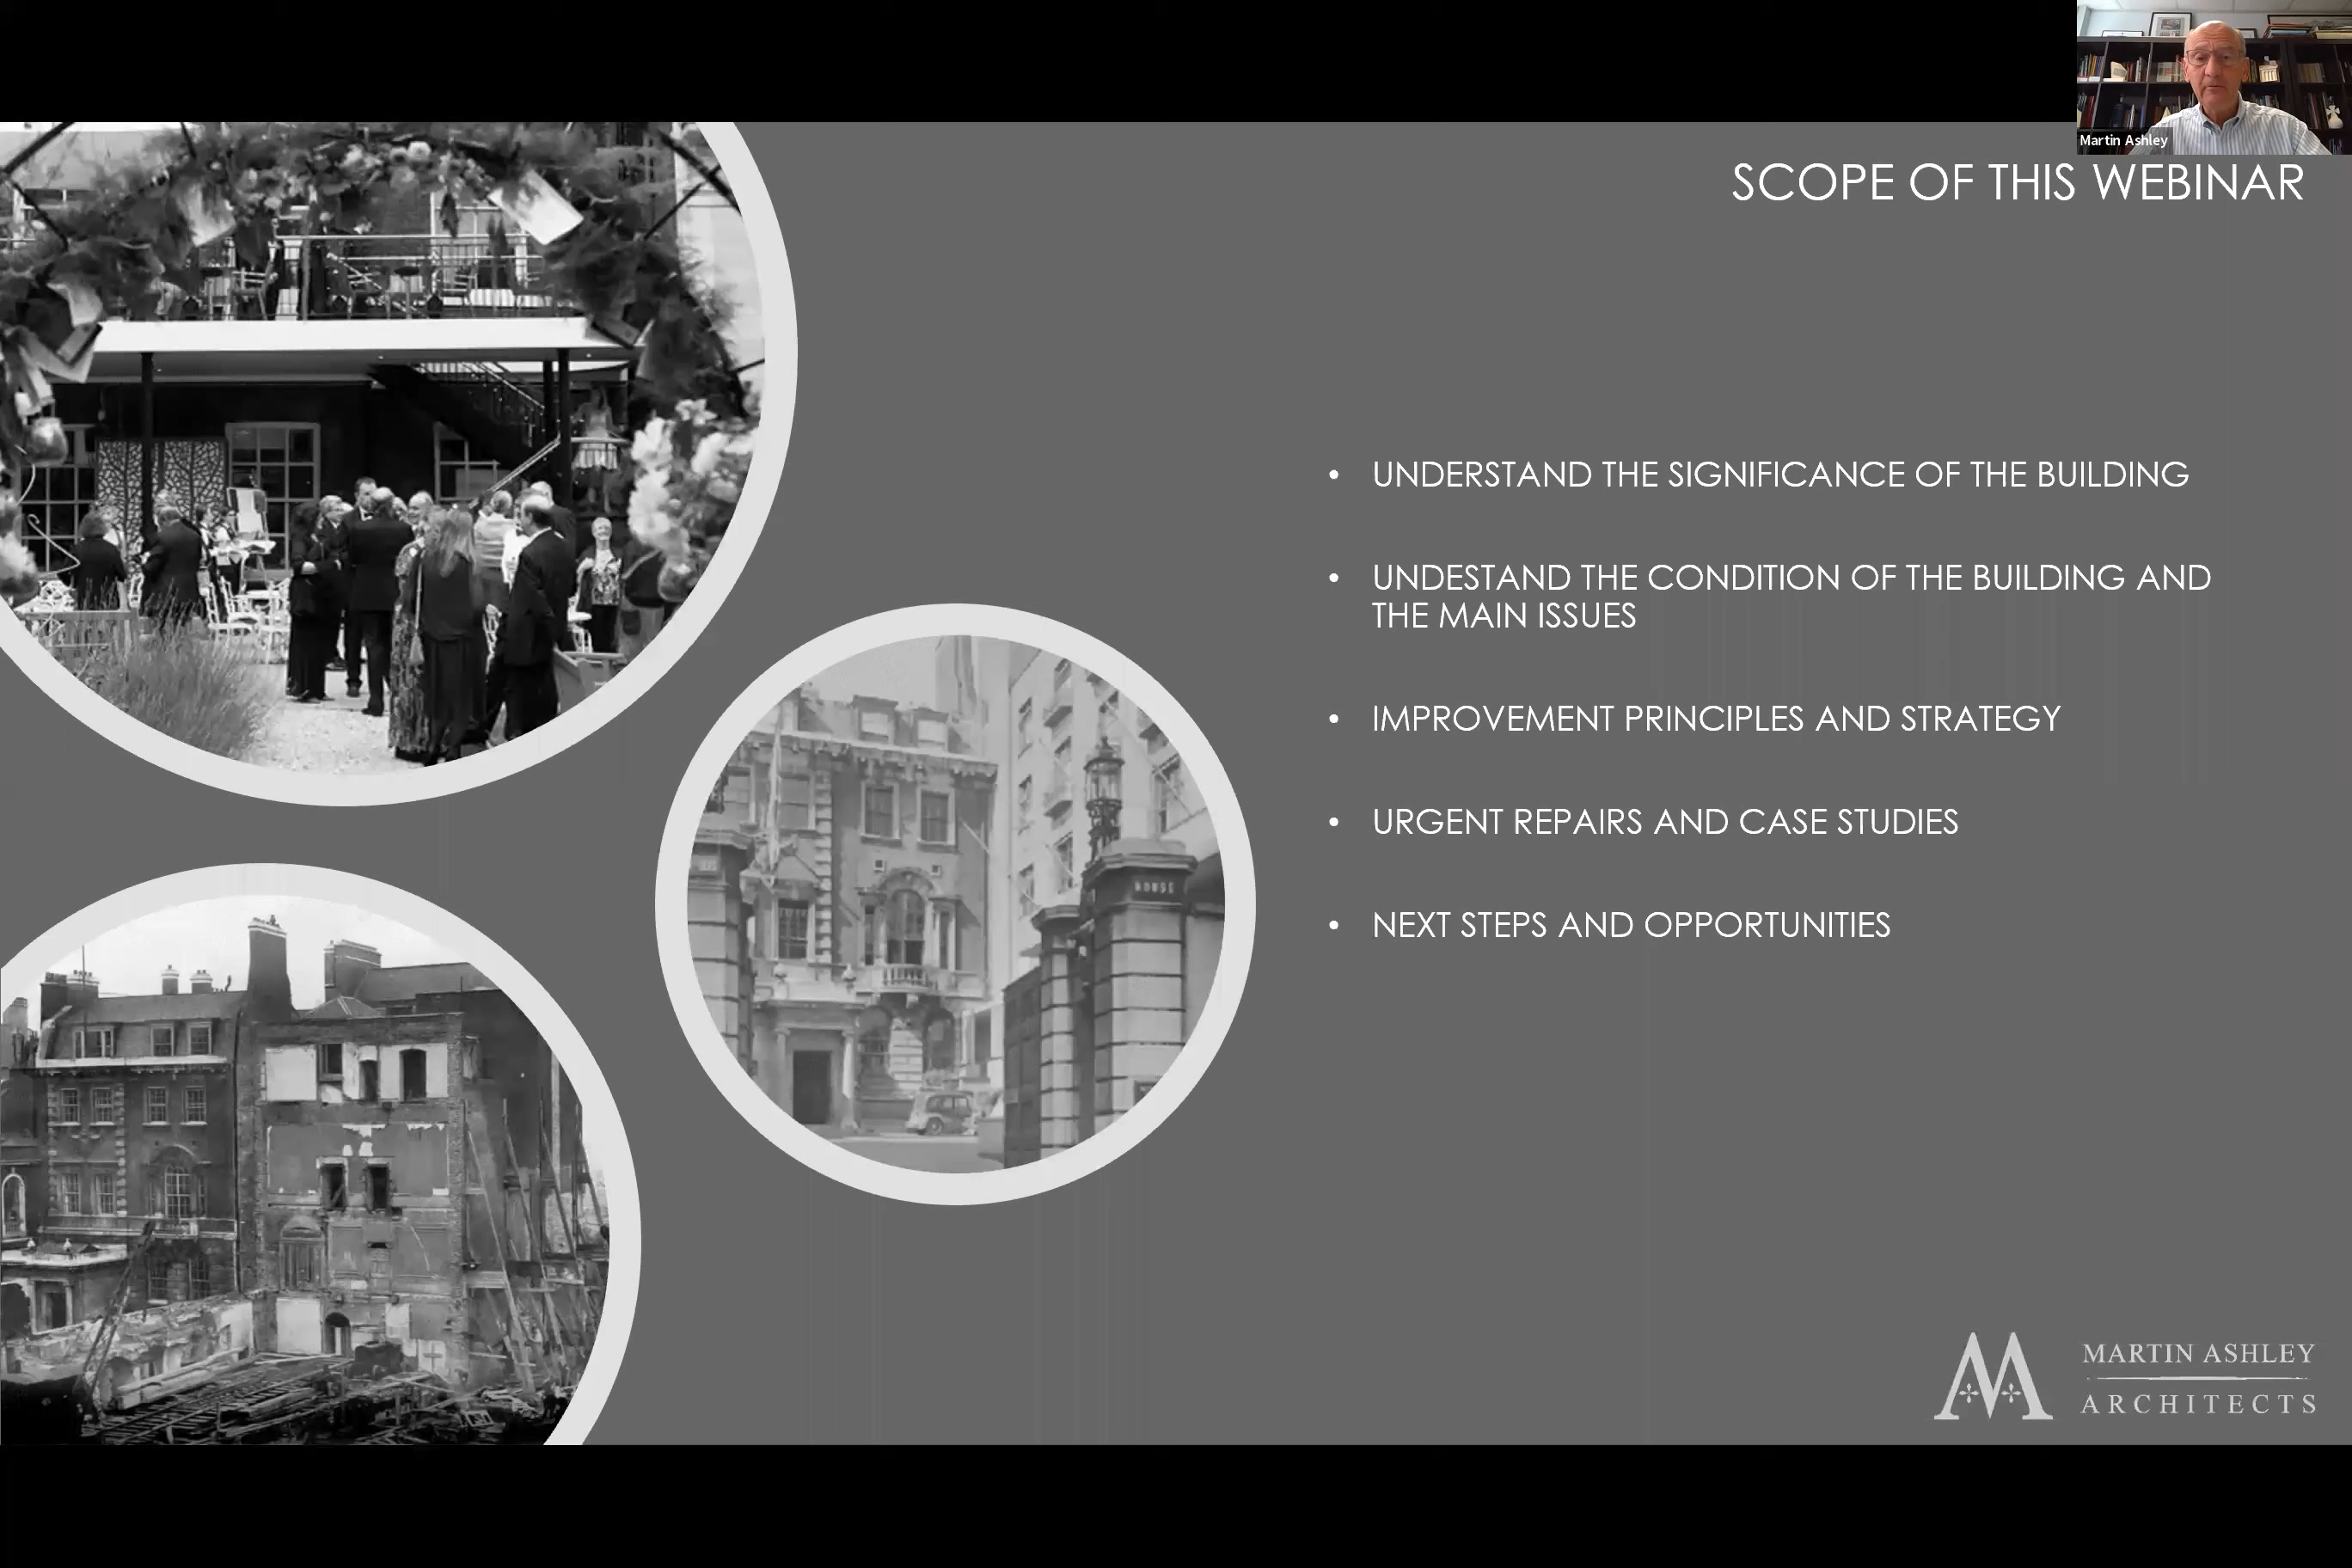 Martin Ashley
SCOPE OF THIS WEBINAR
• UNDERSTAND THE SIGNIFICANCE OF THE BUILDING
• UNDESTAND THE CONDITION OF THE BUILDING AND
THE MAIN ISSUES
• IMPROVEMENT PRINCIPLES AND STRATEGY
• URGENT REPAIRS AND CASE STUDIES
• NEXT STEPS AND OPPORTUNITIES
HOUSE
MARTIN ASHLEY
ARCHITECTS